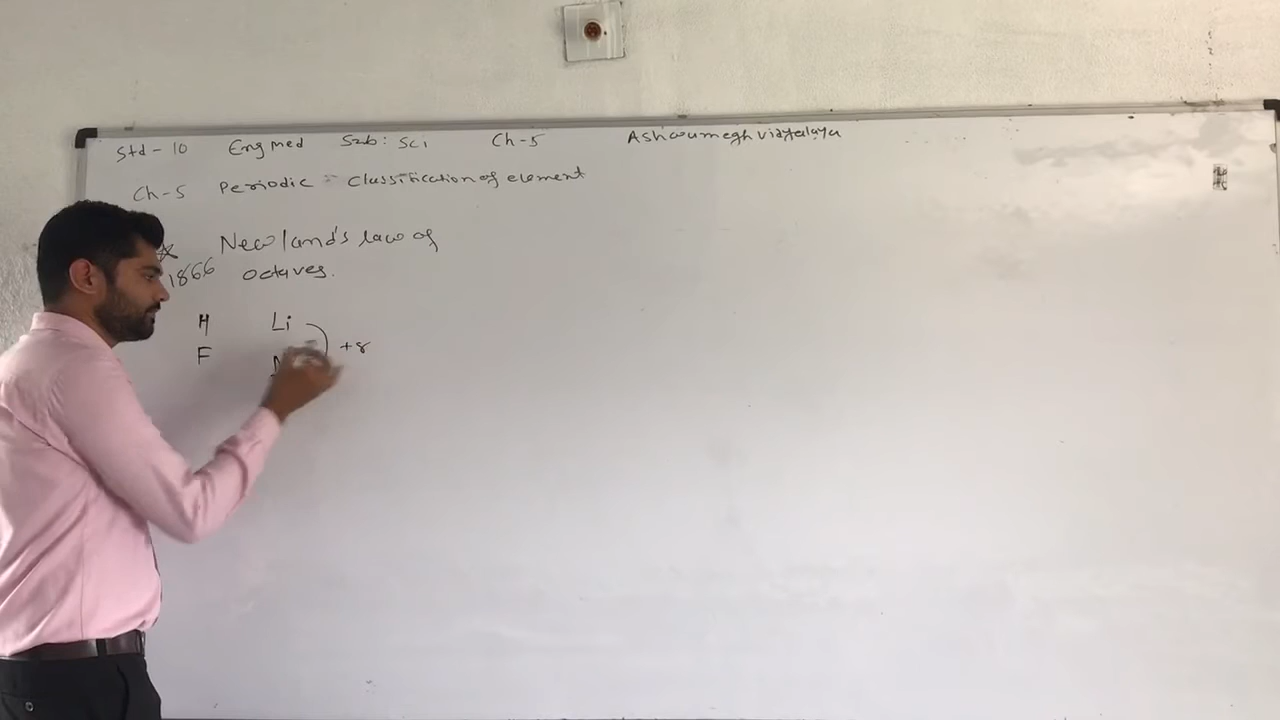 Std - 10 Eng med Sub: Sci Ch-5 Ashwamegh vidyalaya
Ch-5 Periodic classification of element
* Newland's law of
1866 octaves.
H Li
F N
+8